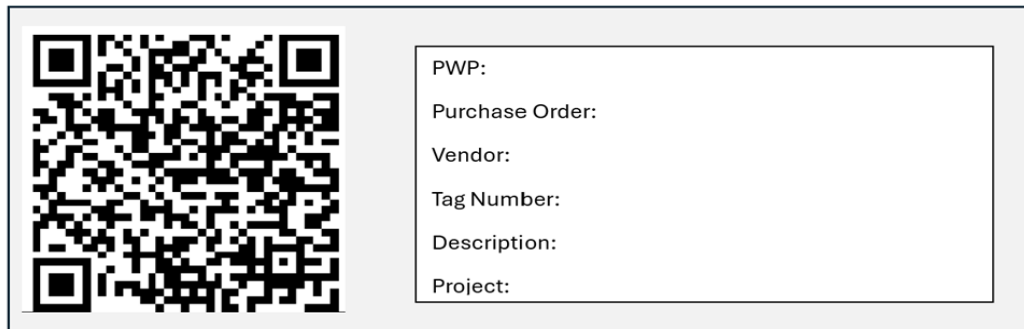 PWP:
Purchase Order:
Vendor:
Tag Number:
Description:
Project: